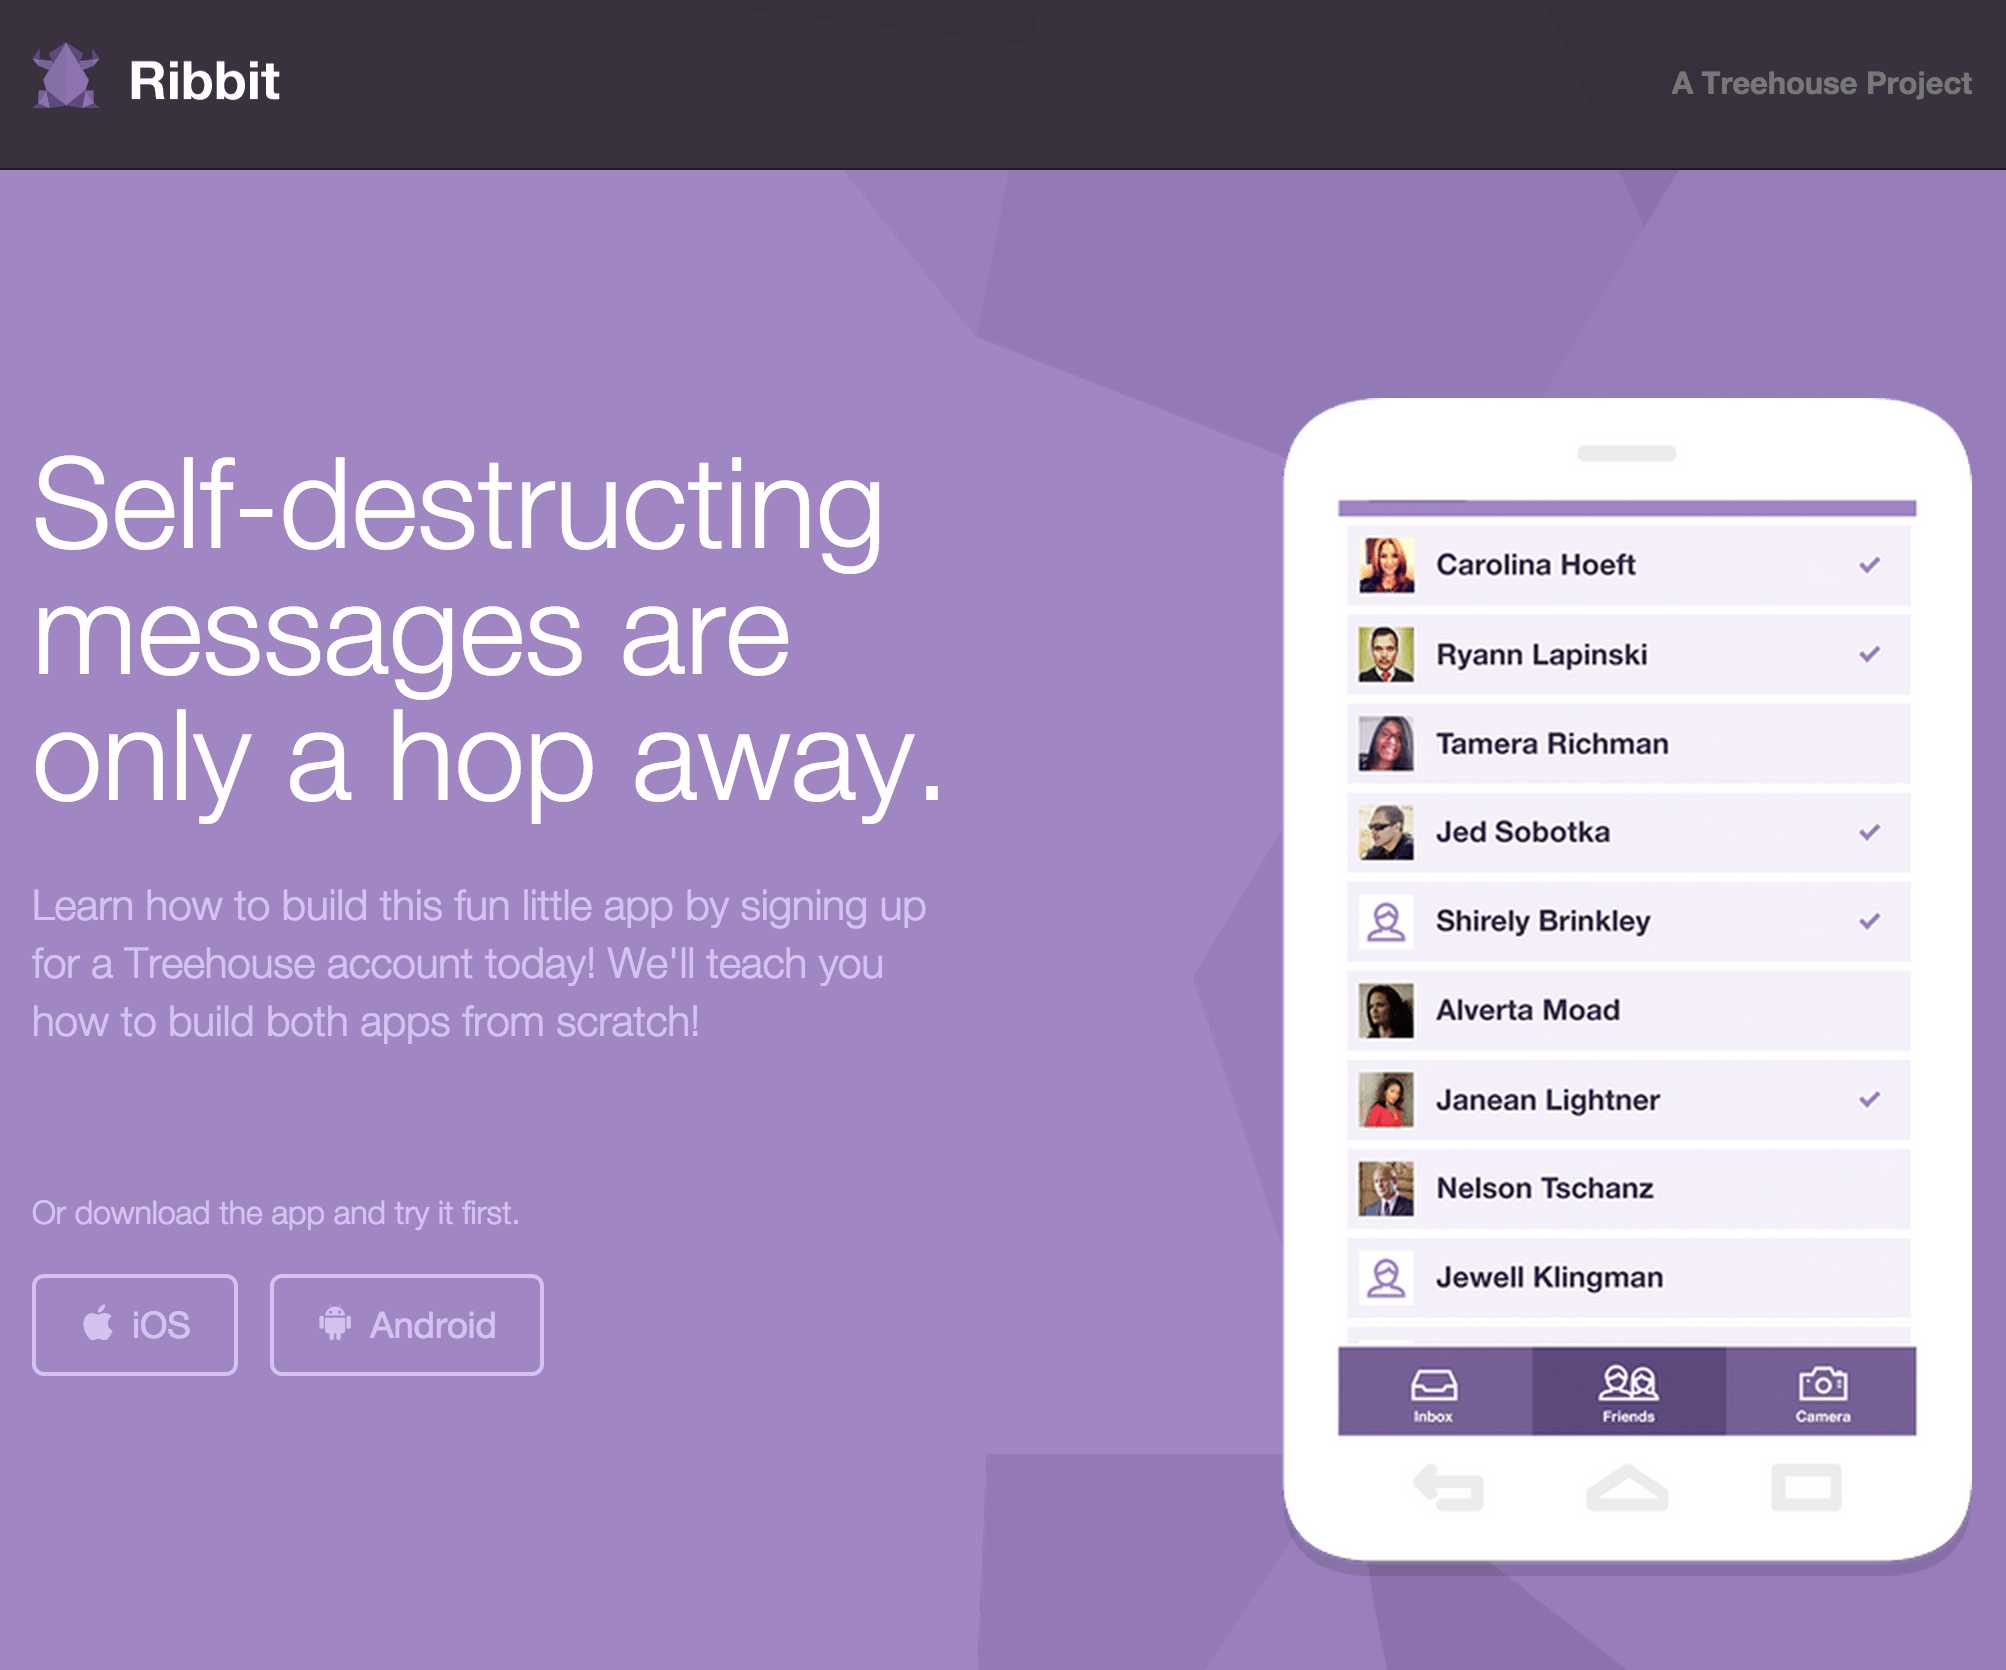 Ribbit
A Treehouse Project
Self-destructing
messages are
only a hop away.
Learn how to build this fun little app by signing up
for a Treehouse account today! We'll teach you
how to build both apps from scratch!
Or download the app and try it first.
iOS
Android
Carolina Hoeft
Ryann Lapinski
Tamera Richman
Jed Sobotka
Shirely Brinkley
Alverta Moad
Janean Lightner
Nelson Tschanz
Jewell Klingman
Inbox
Friends
Camera